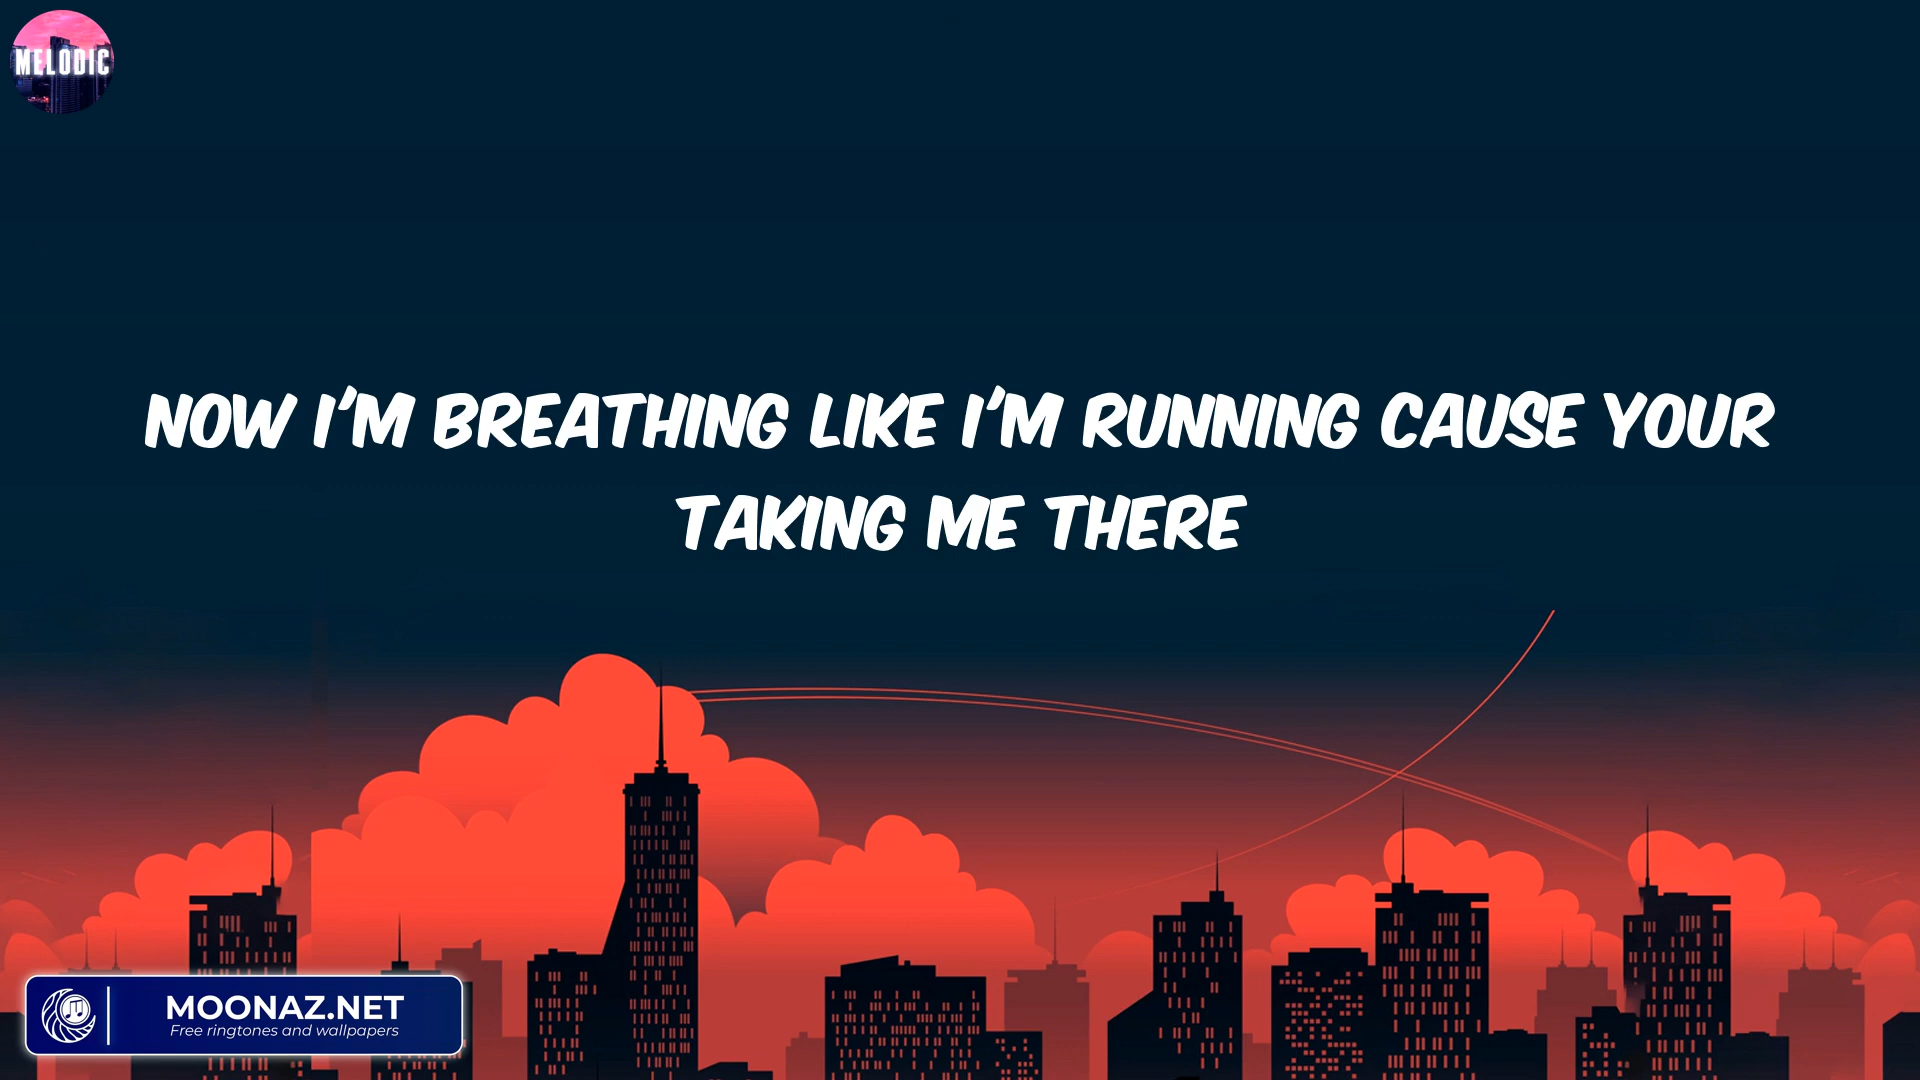 MELODIC
NOW I'M BREATHING LIKE I'M RUNNING CAUSE YOUR
TAKING ME THERE
MOONAZ.NET
Free ringtones and wallpapers